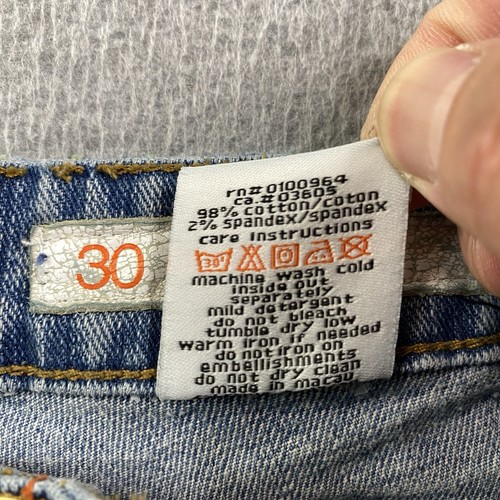 rn#0100964
ca.#03605
98% cotton/coton
2% spandex/spandex
care instructions
30
machine wash cold
inside out
separately
mild detergent
do not bleach
tumble dry low
warm iron if needed
do not iron on
embellishments
do not dry clean
made in macau
30